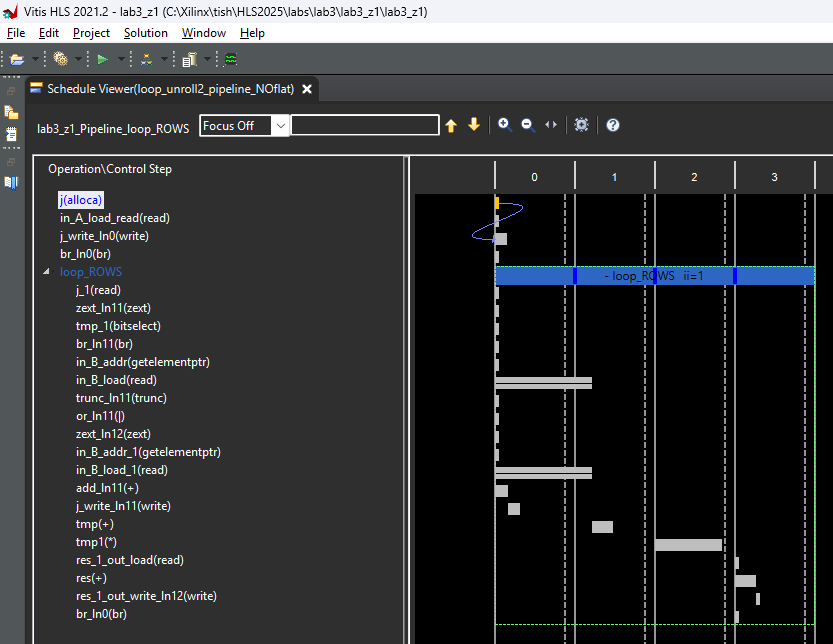 Vitis HLS 2021.2 - lab3_z1 (C:\Xilinx\tish\HLS2025\labs\lab3\lab3_z1\lab3_z1)
File Edit Project Solution Window Help
Schedule Viewer(loop_unroll2_pipeline_NOflat)
lab3_z1_Pipeline_loop_ROWS Focus Off
Operation\Control Step 0 1 2 3
j(alloca)
in_A_load_read(read)
j_write_ln0(write)
br_ln0(br)
loop_ROWS - loop_ROWS ii=1
j_1(read)
zext_ln11(zext)
tmp_1(bitselect)
br_ln11(br)
in_B_addr(getelementptr)
in_B_load(read)
trunc_ln11(trunc)
or_ln11(|)
zext_ln12(zext)
in_B_addr_1(getelementptr)
in_B_load_1(read)
add_ln11(+)
j_write_ln11(write)
tmp(+)
tmp1(*)
res_1_out_load(read)
res(+)
res_1_out_write_ln12(write)
br_ln0(br)